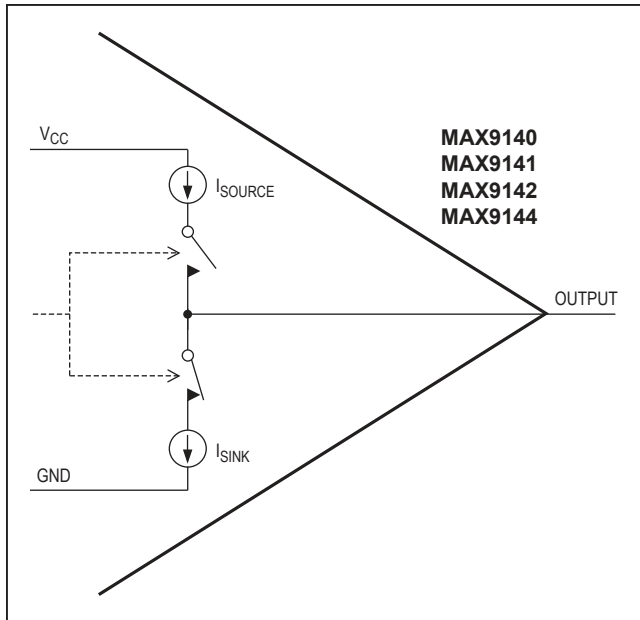 MAX9140
MAX9141
MAX9142
MAX9144
VCC
ISOURCE
OUTPUT
ISINK
GND